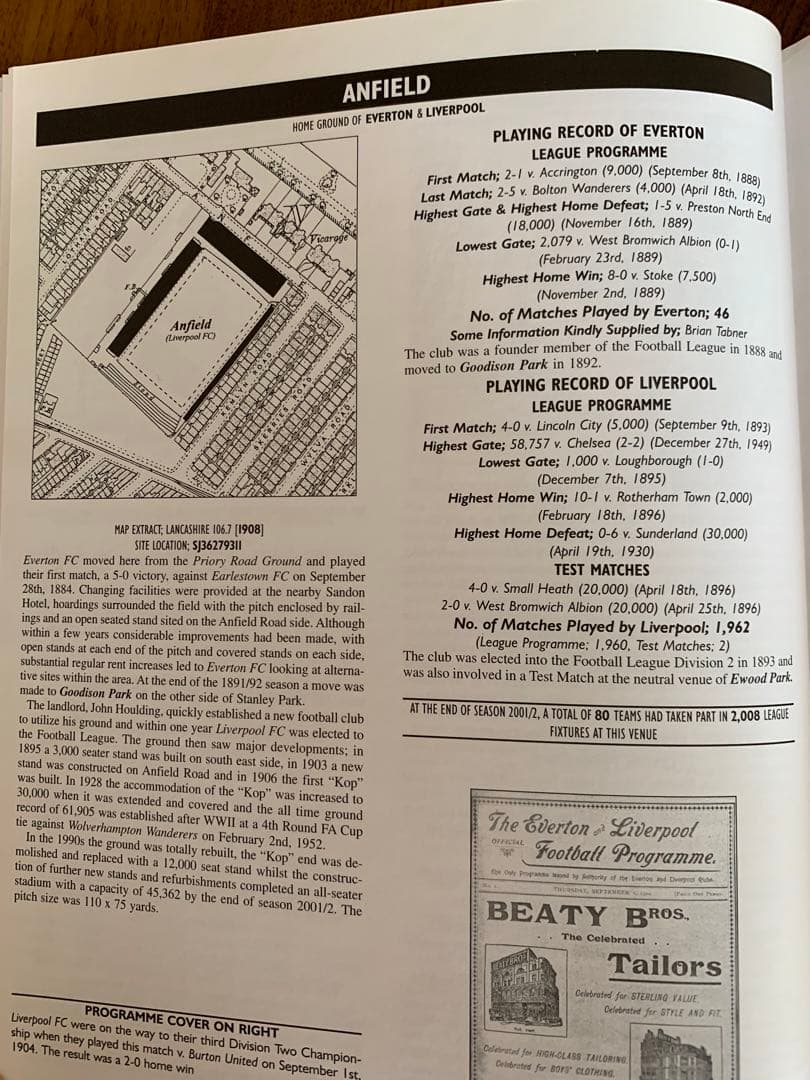 ANFIELD
HOME GROUND OF EVERTON & LIVERPOOL
Vicarage
Anfield
(Liverpool FC)
MAP EXTRACT; LANCASHIRE 106.7 [1908]
SITE LOCATION; SJ36279311
Everton FC moved here from the Priory Road Ground and played
their first match, a 5-0 victory, against Earlestown FC on September
28th, 1884. Changing facilities were provided at the nearby Sandon
Hotel, hoardings surrounded the field with the pitch enclosed by rail-
ings and an open seated stand sited on the Anfield Road side. Although
within a few years considerable improvements had been made, with
open stands at each end of the pitch and covered stands on each side,
substantial regular rent increases led to Everton FC looking at alterna-
tive sites within the area. At the end of the 1891/92 season a move was
made to Goodison Park on the other side of Stanley Park.
The landlord, John Houlding, quickly established a new football club
to utilize his ground and within one year Liverpool FC was elected to
the Football League. The ground then saw major developments; in
1895 a 3,000 seater stand was built on south east side, in 1903 a new
stand was constructed on Anfield Road and in 1906 the first "Kop"
was built. In 1928 the accommodation of the "Kop" was increased to
30,000 when it was extended and covered and the all time ground
record of 61,905 was established after WWII at a 4th Round FA Cup
tie against Wolverhampton Wanderers on February 2nd, 1952.
In the 1990s the ground was totally rebuilt, the "Kop" end was de-
molished and replaced with a 12,000 seat stand whilst the construc-
tion of further new stands and refurbishments completed an all-seater
stadium with a capacity of 45,362 by the end of season 2001/2. The
pitch size was 110 x 75 yards.
PROGRAMME COVER ON RIGHT
Liverpool FC were on the way to their third Division Two Champion-
ship when they played this match v. Burton United on September 1st,
1904. The result was a 2-0 home win
PLAYING RECORD OF EVERTON
LEAGUE PROGRAMME
First Match; 2-1 v. Accrington (9,000) (September 8th, 1888)
Last Match; 2-5 v. Bolton Wanderers (4,000) (April 18th, 1892)
Highest Gate & Highest Home Defeat; 1-5 v. Preston North End
(18,000) (November 16th, 1889)
Lowest Gate; 2,079 v. West Bromwich Albion (0-1)
(February 23rd, 1889)
Highest Home Win; 8-0 v. Stoke (7,500)
(November 2nd, 1889)
No. of Matches Played by Everton; 46
Some Information Kindly Supplied by; Brian Tabner
The club was a founder member of the Football League in 1888 and
moved to Goodison Park in 1892.
PLAYING RECORD OF LIVERPOOL
LEAGUE PROGRAMME
First Match; 4-0 v. Lincoln City (5,000) (September 9th, 1893)
Highest Gate; 58,757 v. Chelsea (2-2) (December 27th, 1949)
Lowest Gate; 1,000 v. Loughborough (1-0)
(December 7th, 1895)
Highest Home Win; 10-1 v. Rotherham Town (2,000)
(February 18th, 1896)
Highest Home Defeat; 0-6 v. Sunderland (30,000)
(April 19th, 1930)
TEST MATCHES
4-0 v. Small Heath (20,000) (April 18th, 1896)
2-0 v. West Bromwich Albion (20,000) (April 25th, 1896)
No. of Matches Played by Liverpool; 1,962
(League Programme; 1,960, Test Matches; 2)
The club was elected into the Football League Division 2 in 1893 and
was also involved in a Test Match at the neutral venue of Ewood Park.
AT THE END OF SEASON 2001/2, A TOTAL OF 80 TEAMS HAD TAKEN PART IN 2,008 LEAGUE
FIXTURES AT THIS VENUE
The Everton and Liverpool
OFFICIAL Football Programme.
The Only Programme issued by Authority of the Everton and Liverpool Clubs.
THURSDAY, SEPTEMBER
BEATY BROS.,
The Celebrated
Tailors
Celebrated for STERLING VALUE.
Celebrated for STYLE AND FIT.
Celebrated for HIGH-CLASS TAILORING.
Celebrated for BOYS' CLOTHING.